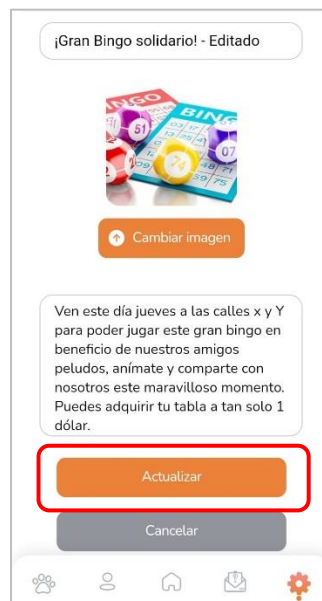 ¡Gran Bingo solidario! - Editado
BINGO
BINGO
51
74
07
Cambiar imagen
Ven este día jueves a las calles x y Y
para poder jugar este gran bingo en
beneficio de nuestros amigos
peludos, anímate y comparte con
nosotros este maravilloso momento.
Puedes adquirir tu tabla a tan solo 1
dólar.
Actualizar
Cancelar